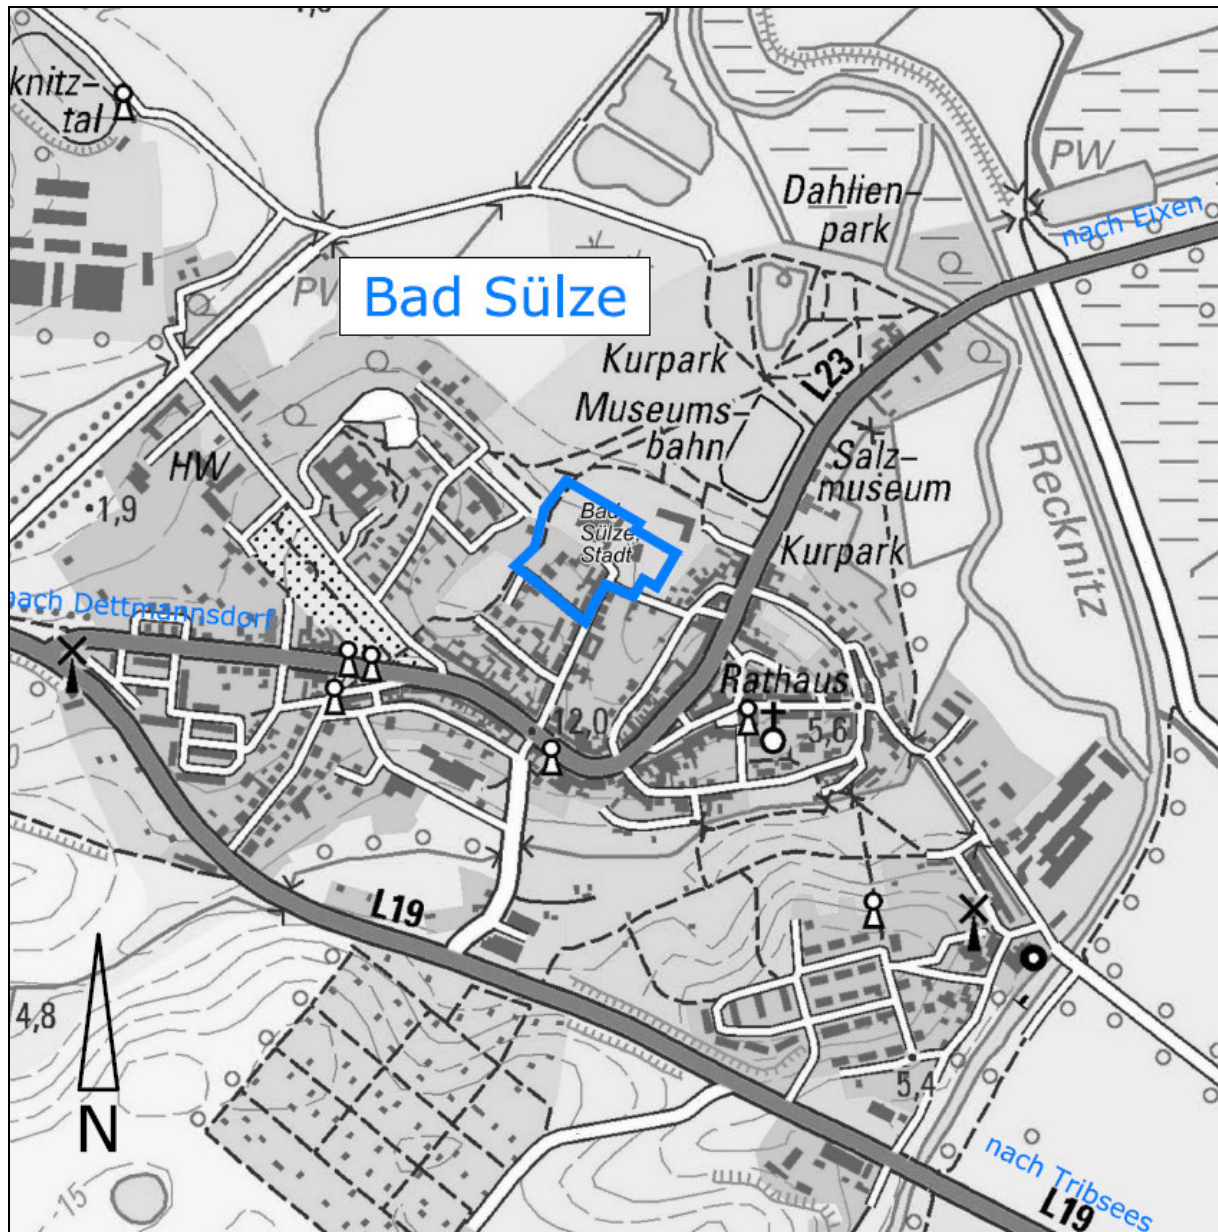 knitz-
tal
PW
Dahlien-
park
nach Eixen
PW
Bad Sülze
Kurpark
L23
Museums-
bahn
Salz-
museum
Recknitz
HW
1,9
Bad
Sülze,
Stadt
Kurpark
nach Dettmannsdorf
Rathaus
12,0
5,6
L19
4,8
N
5,4
15
nach Tribsees
L19